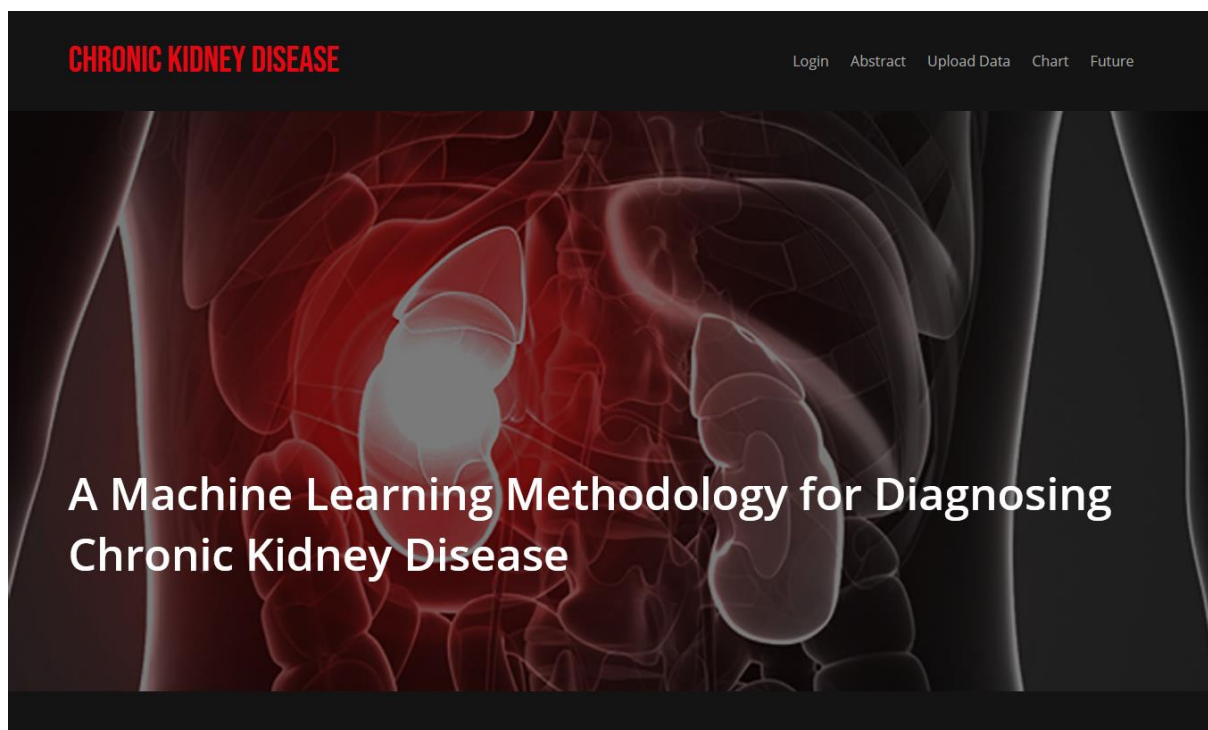 CHRONIC KIDNEY DISEASE
Login Abstract Upload Data Chart Future
A Machine Learning Methodology for Diagnosing
Chronic Kidney Disease